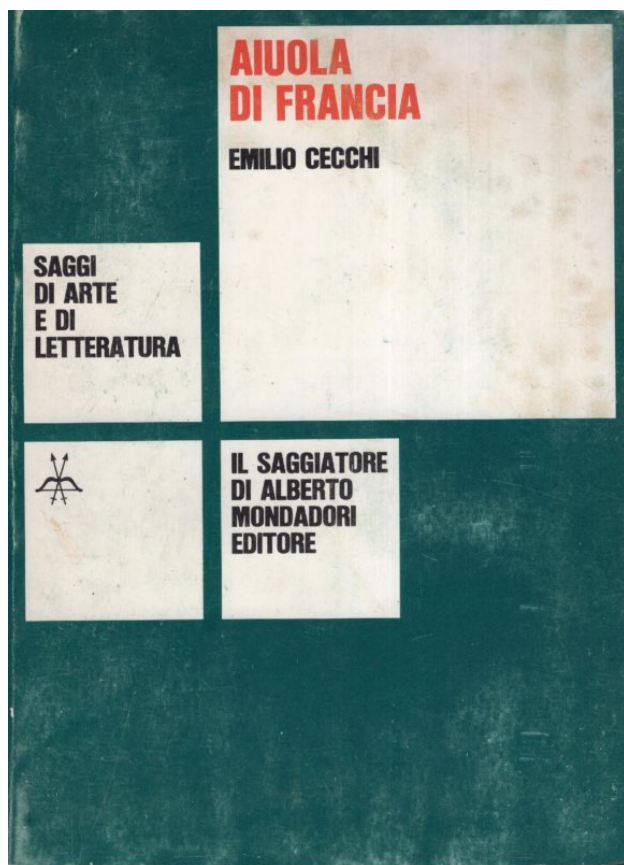 AIUOLA
DI FRANCIA
EMILIO CECCHI
SAGGI
DI ARTE
E DI
LETTERATURA
IL SAGGIATORE
DI ALBERTO
MONDADORI
EDITORE